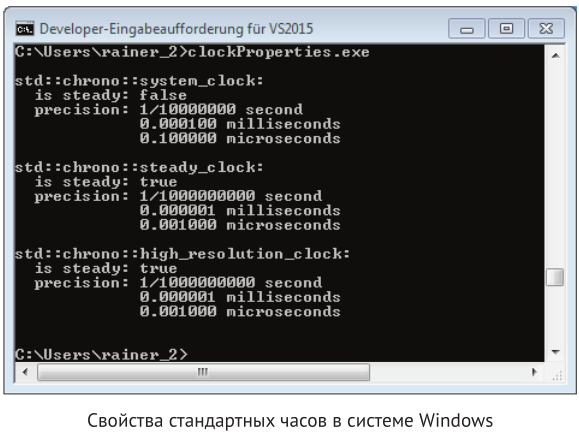 Developer-Eingabeaufforderung für VS2015
C:\Users\rainer_2>clockProperties.exe
std::chrono::system_clock:
is steady: false
precision: 1/10000000 second
0.000100 milliseconds
0.100000 microseconds
std::chrono::steady_clock:
is steady: true
precision: 1/1000000000 second
0.000001 milliseconds
0.001000 microseconds
std::chrono::high_resolution_clock:
is steady: true
precision: 1/1000000000 second
0.000001 milliseconds
0.001000 microseconds
C:\Users\rainer_2>
Свойства стандартных часов в системе Windows